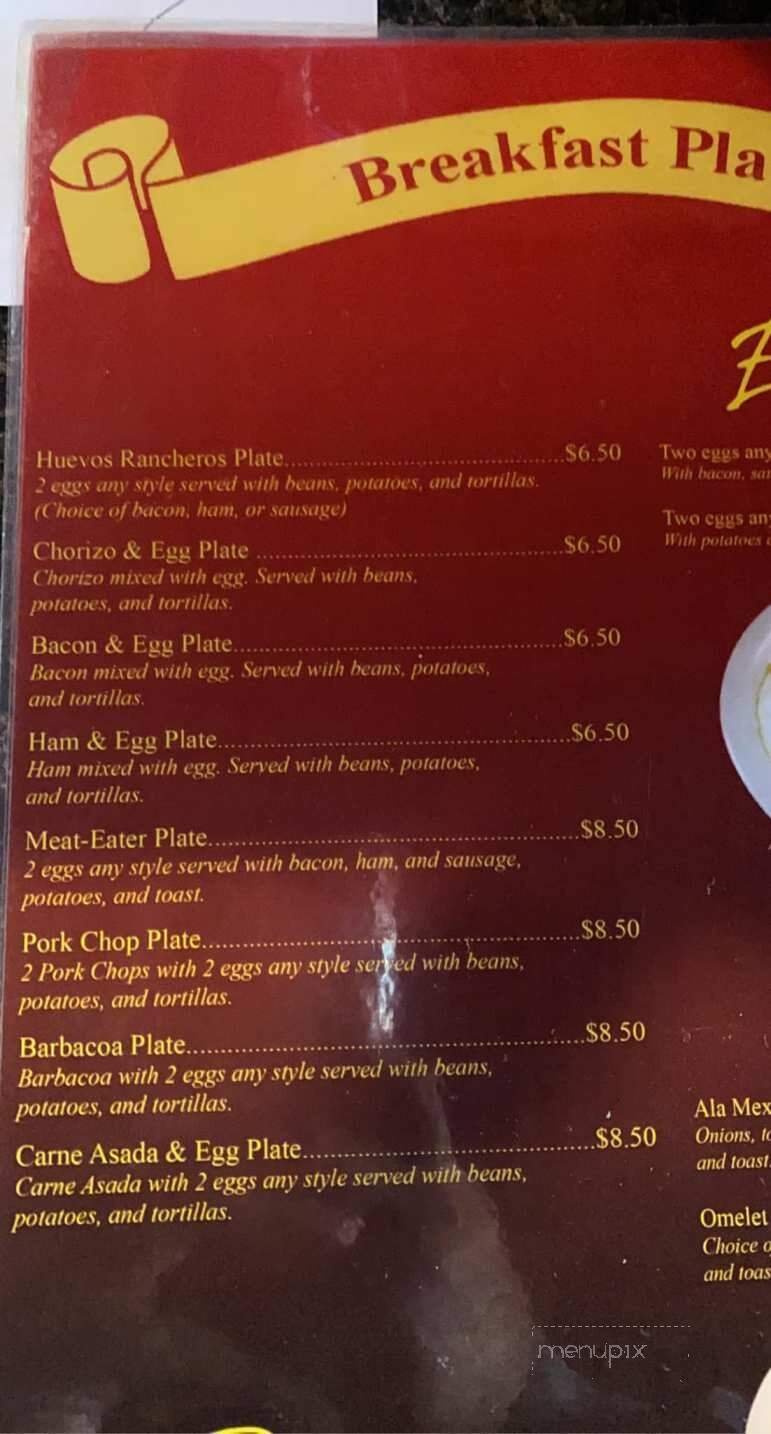 Breakfast
Huevos Rancheros Plate..........................................$6.50
2 eggs any style served with beans, potatoes, and tortillas.
(Choice of bacon, ham, or sausage)
Chorizo & Egg Plate ..............................................$6.50
Chorizo mixed with egg. Served with beans,
potatoes, and tortillas.
Bacon & Egg Plate..................................................$6.50
Bacon mixed with egg. Served with beans, potatoes,
and tortillas.
Ham & Egg Plate......................................................$6.50
Ham mixed with egg. Served with beans, potatoes,
and tortillas.
Meat-Eater Plate.........................................................$8.50
2 eggs any style served with bacon, ham, and sausage,
potatoes, and toast.
Pork Chop Plate..........................................................$8.50
2 Pork Chops with 2 eggs any style served with beans,
potatoes, and tortillas.
Barbacoa Plate.............................................................$8.50
Barbacoa with 2 eggs any style served with beans,
potatoes, and tortillas.
Carne Asada & Egg Plate............................................$8.50
Carne Asada with 2 eggs any style served with beans,
potatoes, and tortillas.
Two eggs any
With bacon,
Two eggs
With potatoes
Ala
Onions,
and toast.
Omelet
Choice
and
menupix